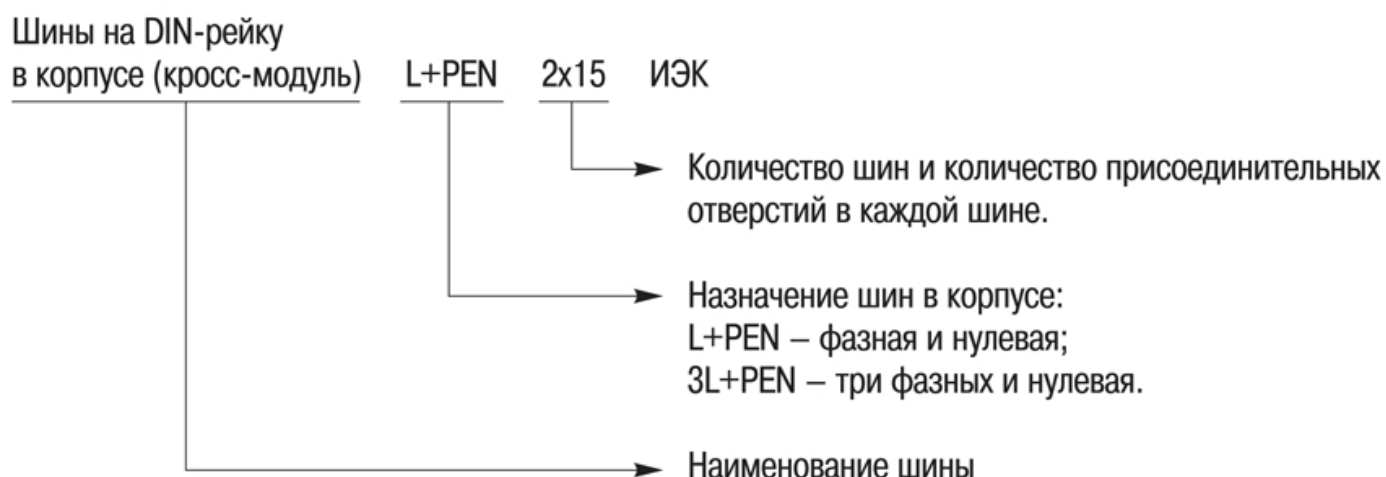 Шины на DIN-рейку
в корпусе (кросс-модуль) L+PEN 2x15 ИЭК
Количество шин и количество присоединительных
отверстий в каждой шине.
Назначение шин в корпусе:
L+PEN – фазная и нулевая;
3L+PEN – три фазных и нулевая.
Наименование шины